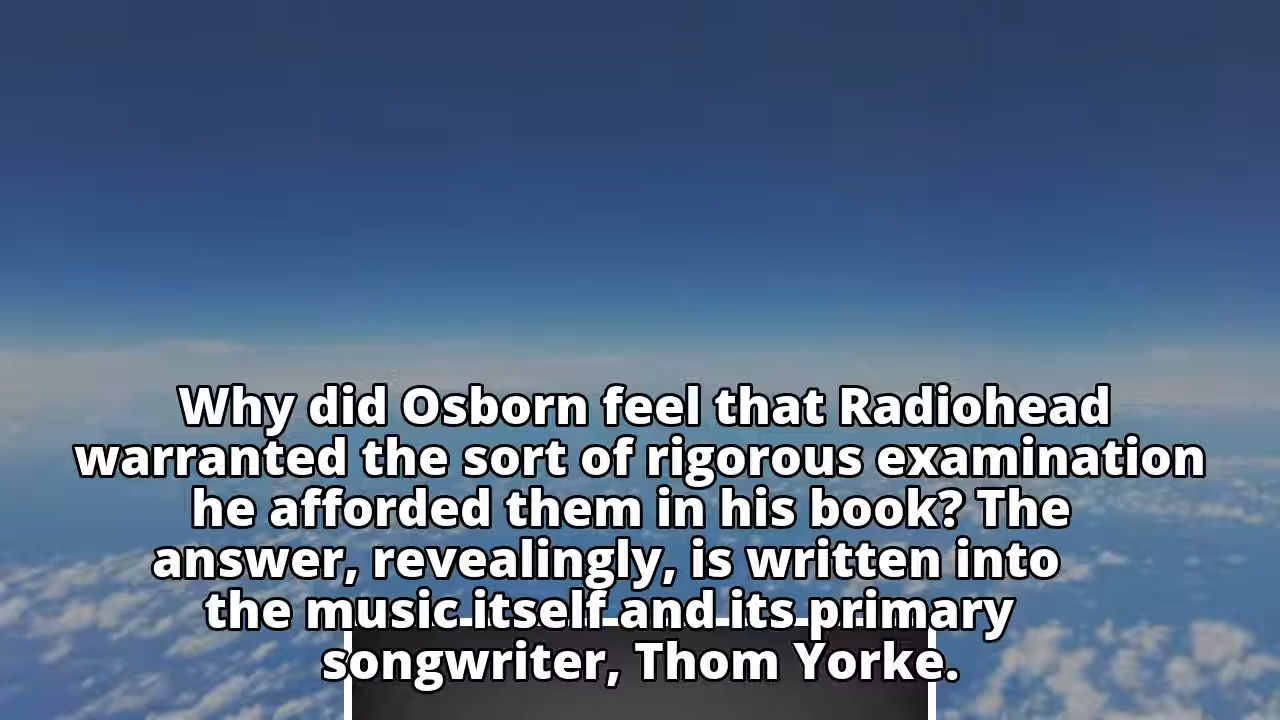 Why did Osborn feel that Radiohead
warranted the sort of rigorous examination
he afforded them in his book? The
answer, revealingly, is written into
the music itself and its primary
songwriter, Thom Yorke.